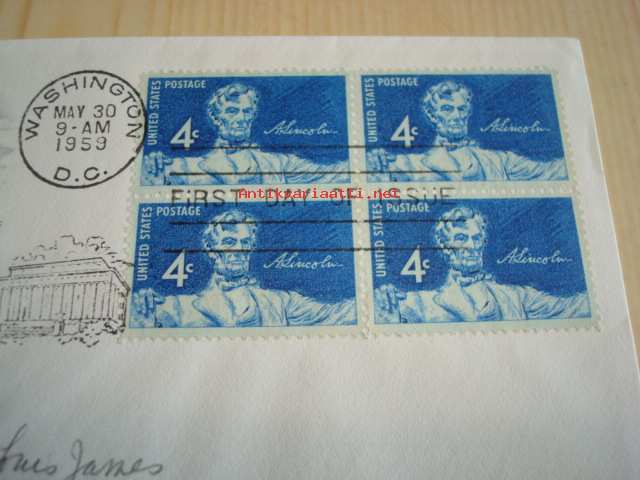 WASHINGTON
MAY 30
9-AM
1959
D.C.
UNITED STATES POSTAGE
4c
A.Lincoln
UNITED STATES POSTAGE
4c
A.Lincoln
FIRST DAY OF ISSUE
Antikvariaatti.net
UNITED STATES POSTAGE
4c
A.Lincoln
UNITED STATES POSTAGE
4c
A.Lincoln
James